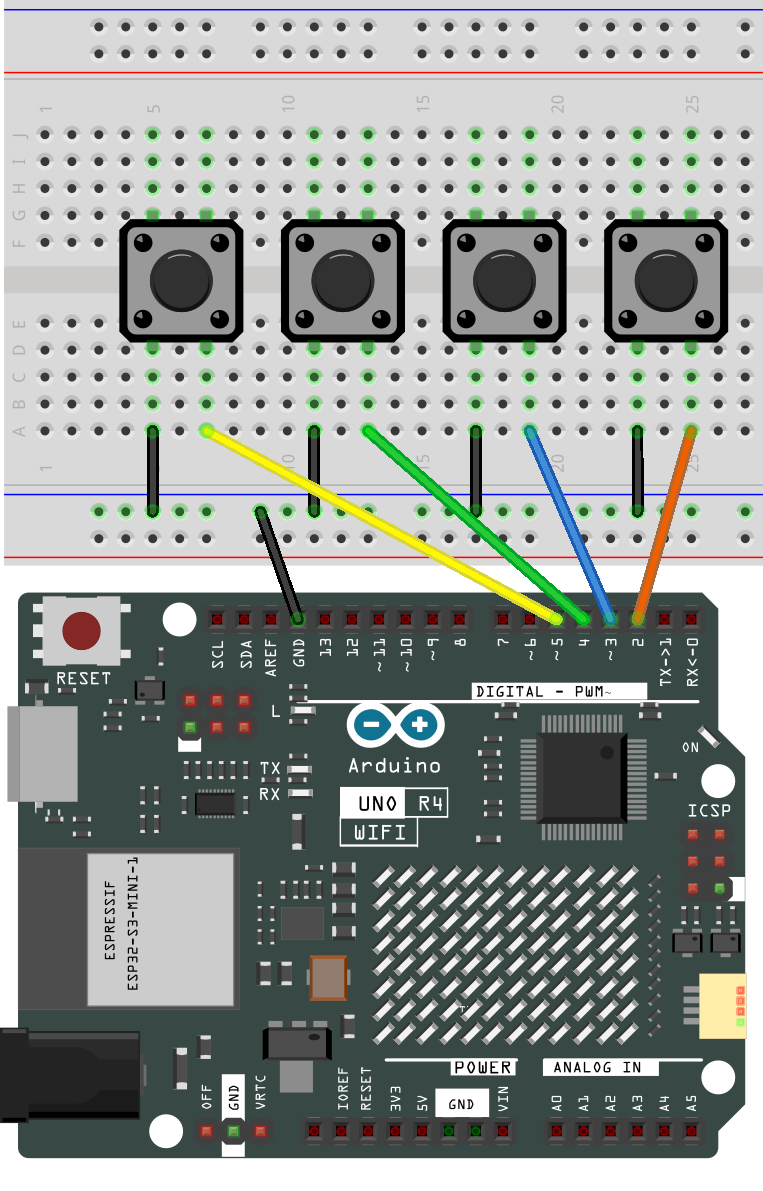 1 5 10 15 20 25
J
I
H
G
F
E
D
C
B
A
1 10 15 20 25
RESET
SCL
SDA
AREF
GND
13
12
~11
~10
~9
8
7
~6
~5
4
~3
2
TX->1
RX<-0
DIGITAL - PWM~
L
TX
RX
Arduino
ON
UNO R4
WIFI
ICSP
ESPRESSIF
ESP32-S3-MINI-1
POWER
ANALOG IN
OFF
GND
VRTC
IOREF
RESET
3V3
5V
GND
VIN
A0
A1
A2
A3
A4
A5